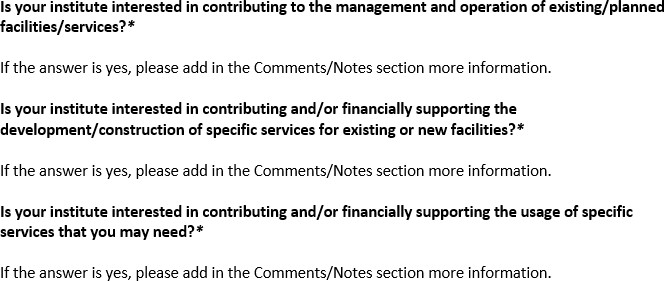 Is your institute interested in contributing to the management and operation of existing/planned
facilities/services?*
If the answer is yes, please add in the Comments/Notes section more information.
Is your institute interested in contributing and/or financially supporting the
development/construction of specific services for existing or new facilities?*
If the answer is yes, please add in the Comments/Notes section more information.
Is your institute interested in contributing and/or financially supporting the usage of specific
services that you may need?*
If the answer is yes, please add in the Comments/Notes section more information.